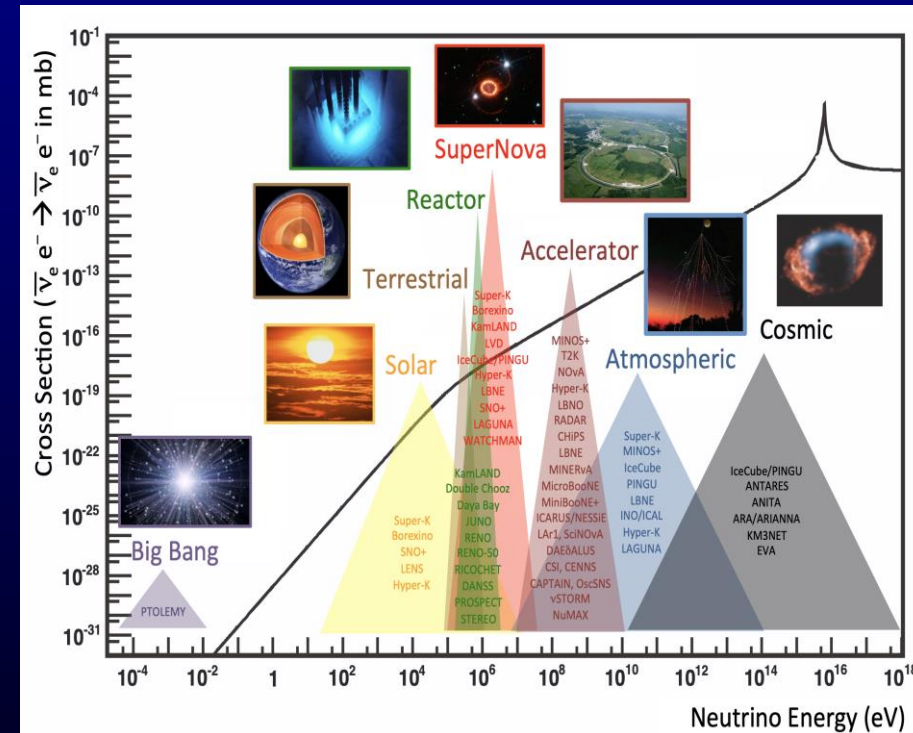 10⁻¹
10⁻⁴
10⁻⁷
10⁻¹⁰
10⁻¹³
10⁻¹⁶
10⁻¹⁹
10⁻²²
10⁻²⁵
10⁻²⁸
10⁻³¹
Cross Section (ν̄ₑ e⁻ → ν̄ₑ e⁻ in mb)
Big Bang
PTOLEMY
Solar
Super-K
Borexino
SNO+
LENS
Hyper-K
Terrestrial
Reactor
KamLAND
Double Chooz
Daya Bay
JUNO
RENO
RENO-50
RICOCHET
DANSS
PROSPECT
STEREO
SuperNova
Super-K
Borexino
KamLAND
LVD
IceCube/PINGU
Hyper-K
LBNE
SNO+
LAGUNA
WATCHMAN
Accelerator
MINOS+
T2K
NOvA
Hyper-K
LBNO
RADAR
CHiPS
LBNE
MINERvA
MicroBooNE
MiniBooNE+
ICARUS/NESSiE
LAr1, SciNOvA
DAEδALUS
CSI, CENNS
CAPTAIN, OscSNS
νSTORM
NuMAX
Atmospheric
Super-K
MINOS+
IceCube
PINGU
LBNE
INO/ICAL
Hyper-K
LAGUNA
Cosmic
IceCube/PINGU
ANTARES
ANITA
ARA/ARIANNA
KM3NET
EVA
10⁻⁴ 10⁻² 1 10² 10⁴ 10⁶ 10⁸ 10¹⁰ 10¹² 10¹⁴ 10¹⁶ 10¹⁸
Neutrino Energy (eV)